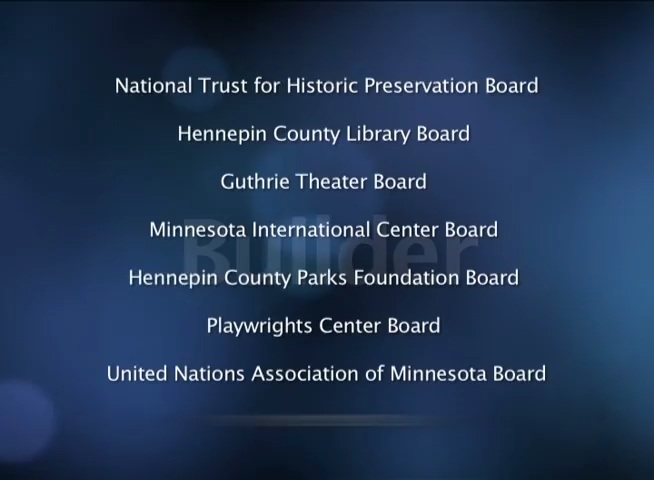 National Trust for Historic Preservation Board
Hennepin County Library Board
Guthrie Theater Board
Minnesota International Center Board
Builder
Hennepin County Parks Foundation Board
Playwrights Center Board
United Nations Association of Minnesota Board